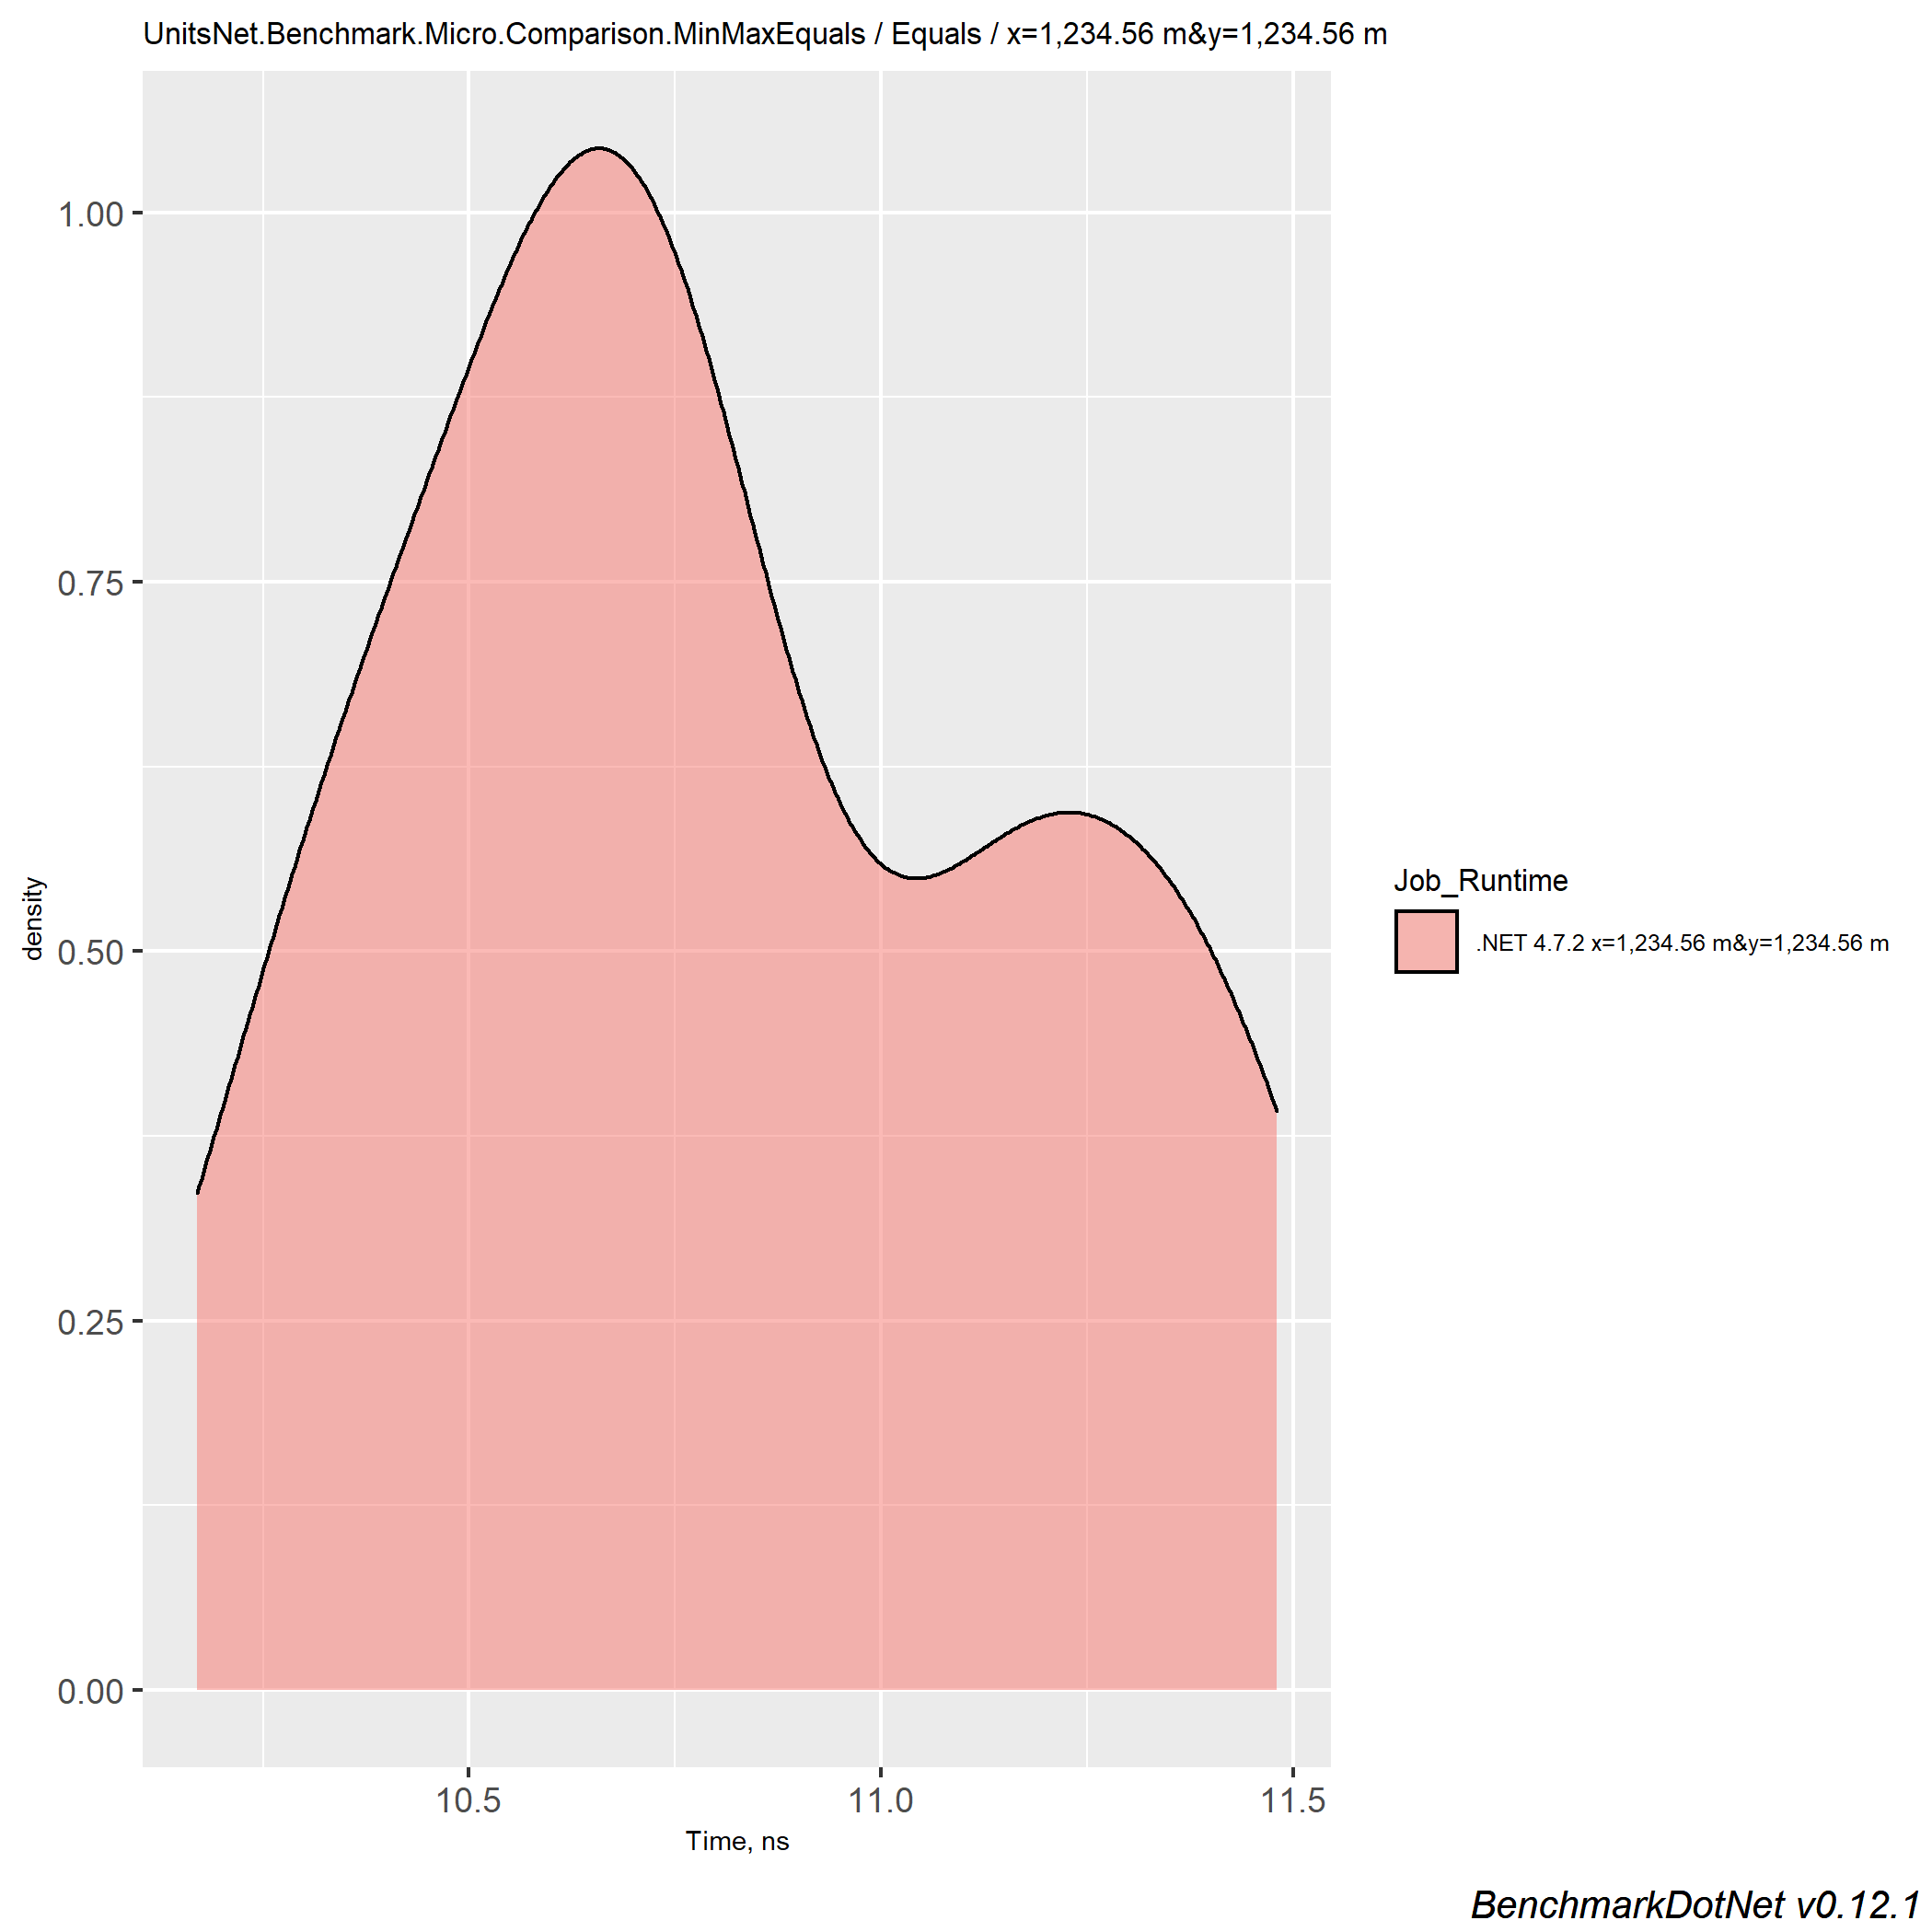 UnitsNet.Benchmark.Micro.Comparison.MinMaxEquals / Equals / x=1,234.56 m&y=1,234.56 m
1.00
0.75
0.50
0.25
0.00
density
10.5 11.0 11.5
Time, ns
Job_Runtime
.NET 4.7.2 x=1,234.56 m&y=1,234.56 m
BenchmarkDotNet v0.12.1